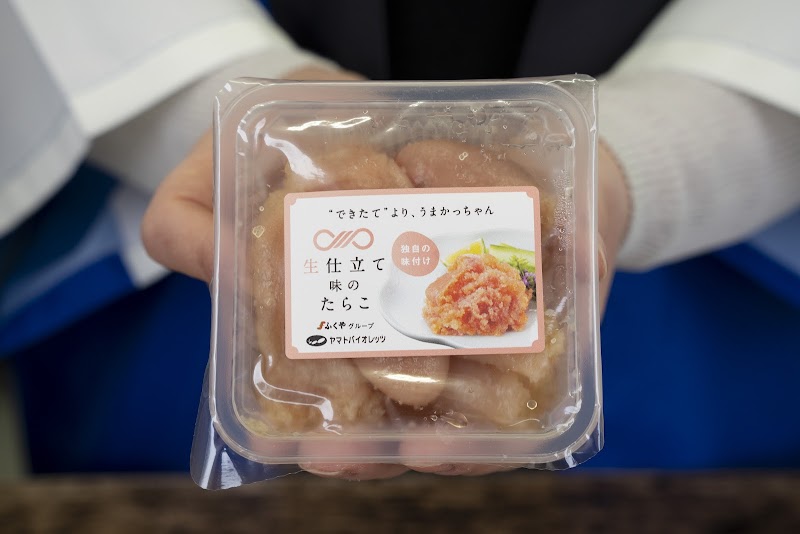 “できたて”より、うまかっちゃん
独自の
味付け
生仕立て
味の
たらこ
ふくやグループ
ヤマトバイオレッツ